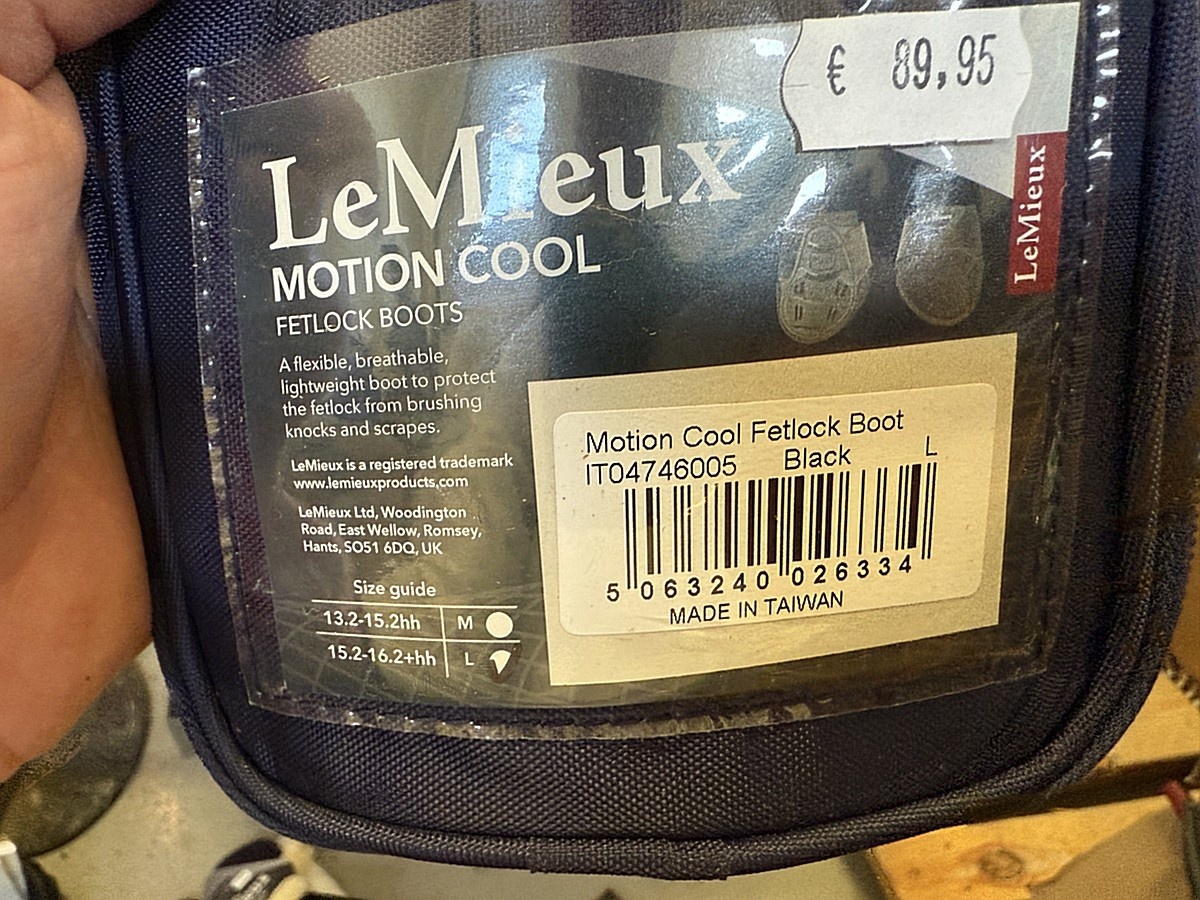 € 89,95
LeMieux
LeMieux
MOTION COOL
FETLOCK BOOTS
A flexible, breathable,
lightweight boot to protect
the fetlock from brushing
knocks and scrapes.
LeMieux is a registered trademark
www.lemieuxproducts.com
LeMieux Ltd, Woodington
Road, East Wellow, Romsey,
Hants, SO51 6DQ, UK
Size guide
13.2-15.2hh M
15.2-16.2+hh L
Motion Cool Fetlock Boot
IT04746005 Black L
5 063240 026334
MADE IN TAIWAN